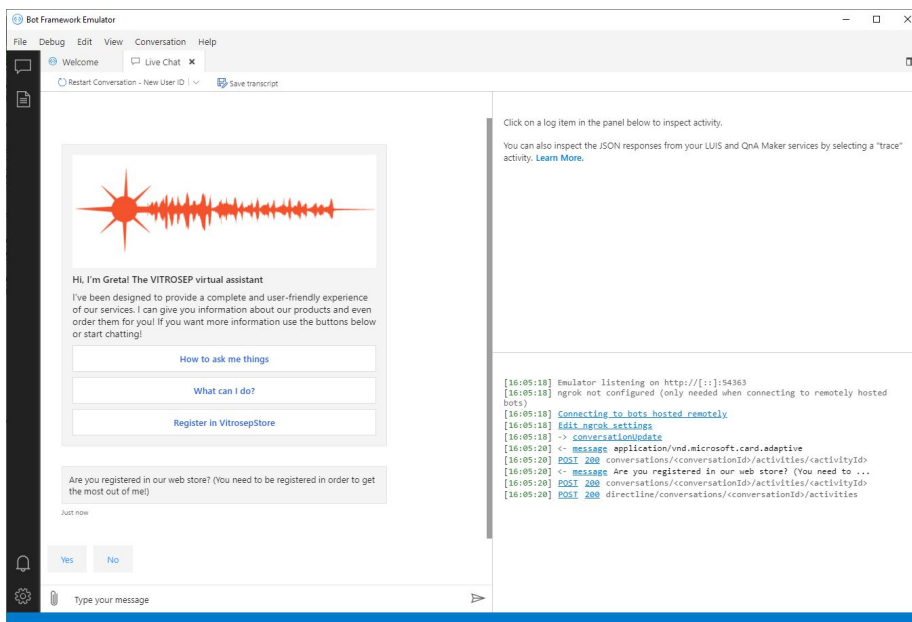 Bot Framework Emulator
File Debug Edit View Conversation Help
Welcome
Live Chat
Restart Conversation - New User ID
Save transcript
Hi, I'm Greta! The VITROSEP virtual assistant
I've been designed to provide a complete and user-friendly experience
of our services. I can give you information about our products and even
order them for you! If you want more information use the buttons below
or start chatting!
How to ask me things
What can I do?
Register in VitrosepStore
Are you registered in our web store? (You need to be registered in order to get
the most out of me!)
Just now
Yes
No
Type your message
Click on a log item in the panel below to inspect activity.
You can also inspect the JSON responses from your LUIS and QnA Maker services by selecting a "trace"
activity. Learn More.
[16:05:18] Emulator listening on http://[::]:54363
[16:05:18] ngrok not configured (only needed when connecting to remotely hosted
bots)
[16:05:18] Connecting to bots hosted remotely
[16:05:18] Edit ngrok settings
[16:05:18] -> conversationUpdate
[16:05:20] <- message application/vnd.microsoft.card.adaptive
[16:05:20] POST 200 conversations/<conversationId>/activities/<activityId>
[16:05:20] <- message Are you registered in our web store? (You need to ...
[16:05:20] POST 200 conversations/<conversationId>/activities/<activityId>
[16:05:20] POST 200 directline/conversations/<conversationId>/activities